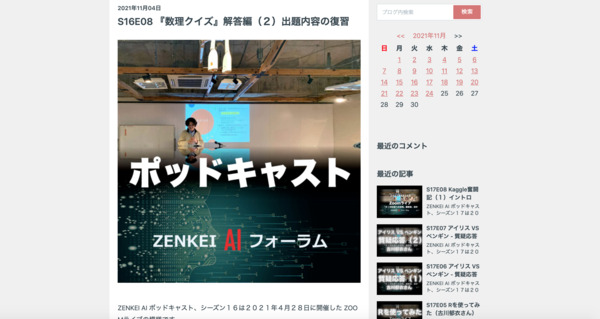 2021年11月04日
S16E08 『数理クイズ』解答編（２）出題内容の復習
ポッドキャスト
ZENKEI AI フォーラム
ZENKEI AI ポッドキャスト、シーズン１６は２０２１年４月２８日に開催した ZOO
ブログ内検索
検索
<< 2021年11月 >>
日 月 火 水 木 金 土
1 2 3 4 5 6
7 8 9 10 11 12 13
14 15 16 17 18 19 20
21 22 23 24 25 26 27
28 29 30
最近のコメント
最近の記事
S17E08 Kaggle奮闘
記（１）イントロ
ZENKEI AI ポッドキャ
スト、シーズン１７は２０
S17E07 アイリス VS
ペンギン - 質疑応答
ZENKEI AI ポッドキャ
スト、シーズン１７は２０
S17E06 アイリス VS
ペンギン - 質疑応答
ZENKEI AI ポッドキャ
スト、シーズン１７は２０
S17E05 Rを使ってみ
た（古川郁衣さん）